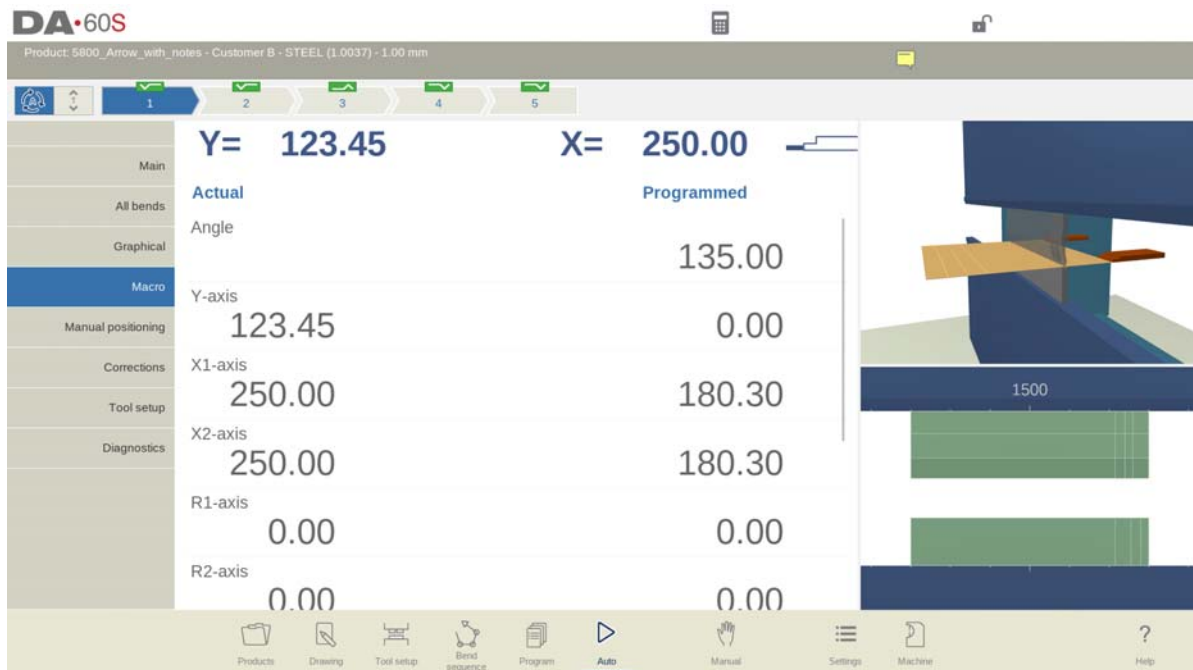 DA•60S
Product: 5800_Arrow_with_notes - Customer B - STEEL (1.0037) - 1.00 mm
1 2 3 4 5
Main
All bends
Graphical
Macro
Manual positioning
Corrections
Tool setup
Diagnostics
Y= 123.45 X= 250.00
Actual Programmed
Angle
135.00
Y-axis
123.45 0.00
X1-axis
250.00 180.30
X2-axis
250.00 180.30
R1-axis
0.00 0.00
R2-axis
0.00 0.00
1500
Products Drawing Tool setup Bend sequence Program Auto Manual Settings Machine Help